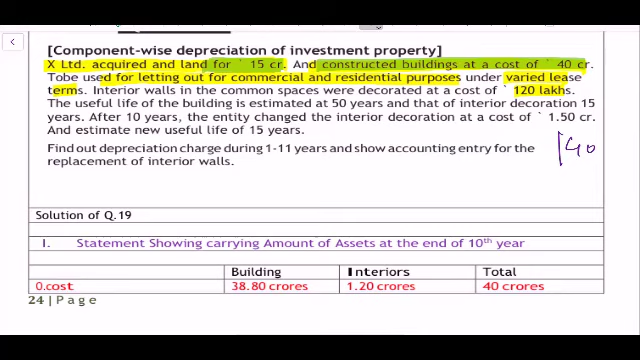 [Component-wise depreciation of investment property]
X Ltd. acquired and land for ` 15 cr. And constructed buildings at a cost of ` 40 cr.
Tobe used for letting out for commercial and residential purposes under varied lease
terms. Interior walls in the common spaces were decorated at a cost of ` 120 lakhs.
The useful life of the building is estimated at 50 years and that of interior decoration 15
years. After 10 years, the entity changed the interior decoration at a cost of ` 1.50 cr.
And estimate new useful life of 15 years.
Find out depreciation charge during 1-11 years and show accounting entry for the
replacement of interior walls.
Solution of Q.19
I. Statement Showing carrying Amount of Assets at the end of 10th year
Building Interiors Total
0.cost 38.80 crores 1.20 crores 40 crores
24 | P a g e